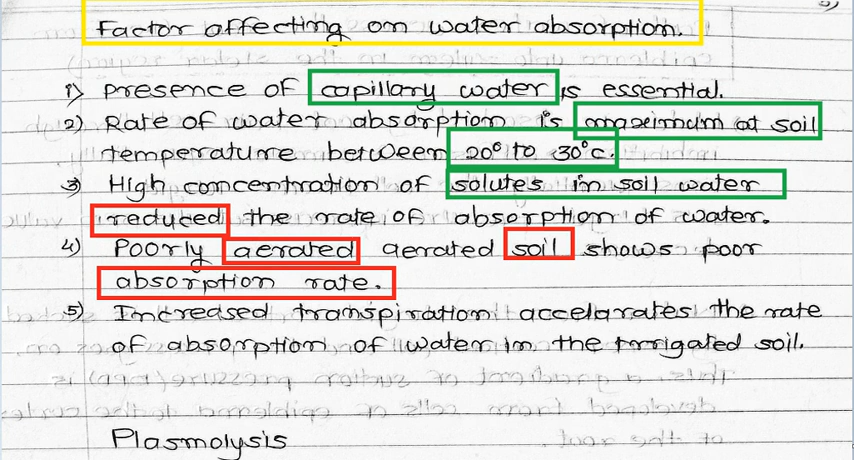 Factor affecting on water absorption.
1) presence of capillary water is essential.
2) Rate of water absorption is maximum at soil
temperature between 20° to 30°c.
3) High concentration of solutes in soil water
reduced the rate of absorption of water.
4) Poorly aerated aerated soil shows poor
absorption rate.
5) Increased transpiration accelarates the rate
of absorption of water in the irrigated soil.
Plasmolysis